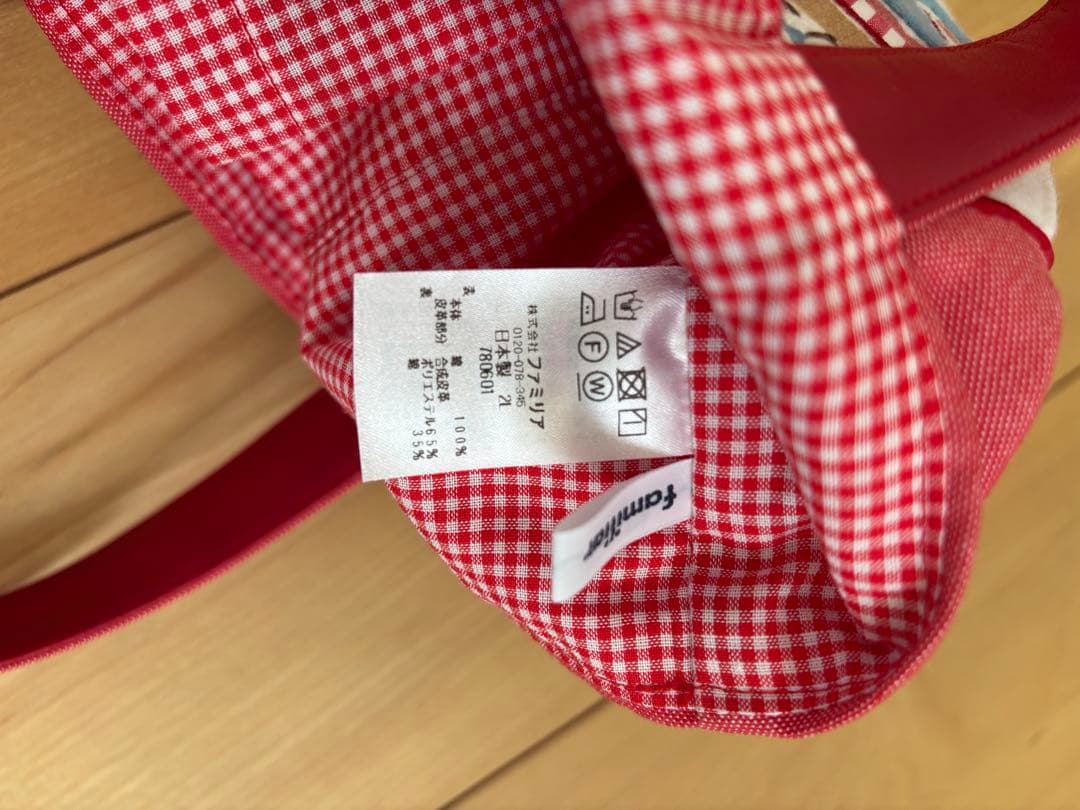 F W
株式会社 ファミリア
0120-078-345
日本製
780601
表 本体 綿 100%
皮革部分 合成皮革
裏 ポリエステル65%
綿 35%
familiar